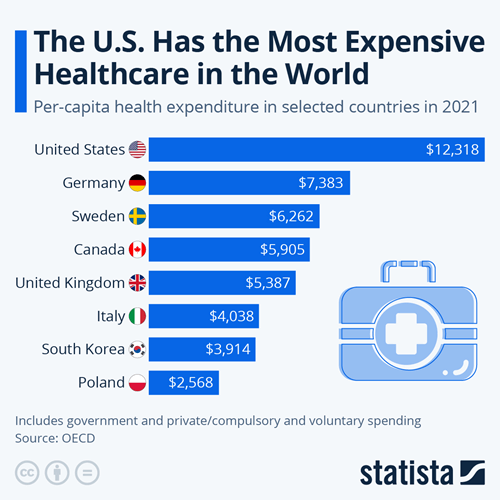 The U.S. Has the Most Expensive
Healthcare in the World
Per-capita health expenditure in selected countries in 2021
United States $12,318
Germany $7,383
Sweden $6,262
Canada $5,905
United Kingdom $5,387
Italy $4,038
South Korea $3,914
Poland $2,568
Includes government and private/compulsory and voluntary spending
Source: OECD
cc
statista